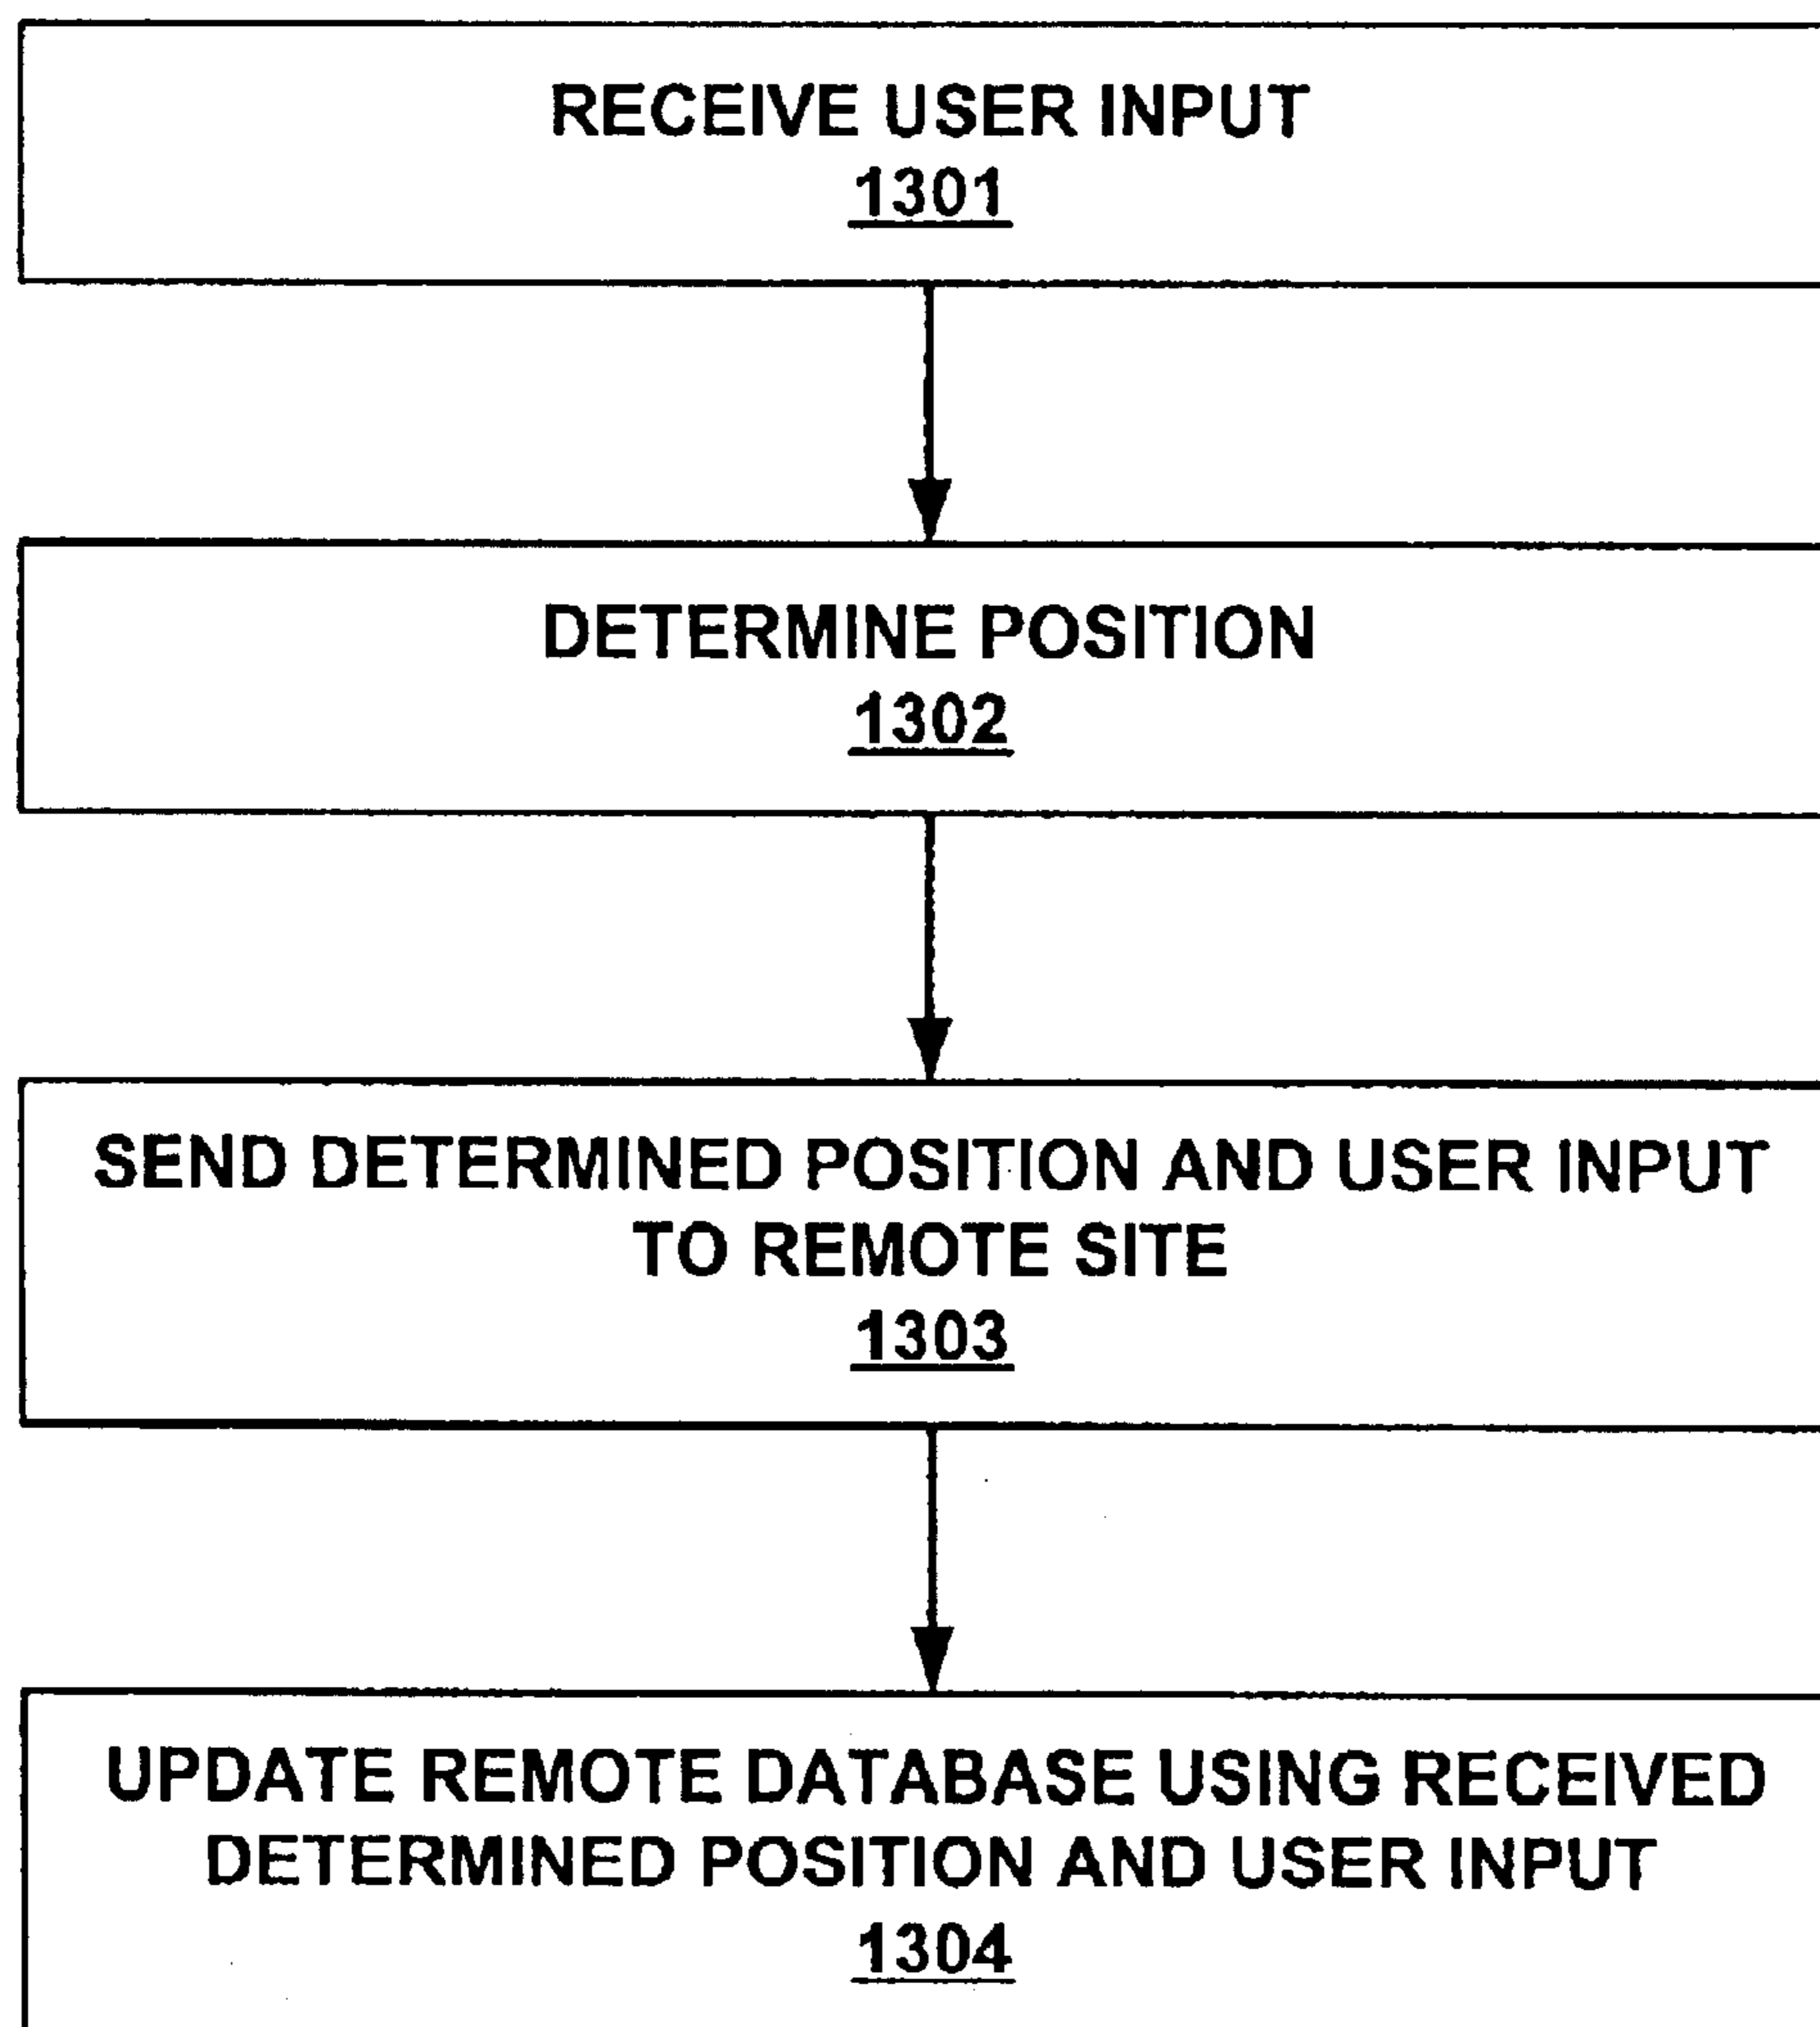 RECEIVE USER INPUT
1301
DETERMINE POSITION
1302
SEND DETERMINED POSITION AND USER INPUT
TO REMOTE SITE
1303
UPDATE REMOTE DATABASE USING RECEIVED
DETERMINED POSITION AND USER INPUT
1304